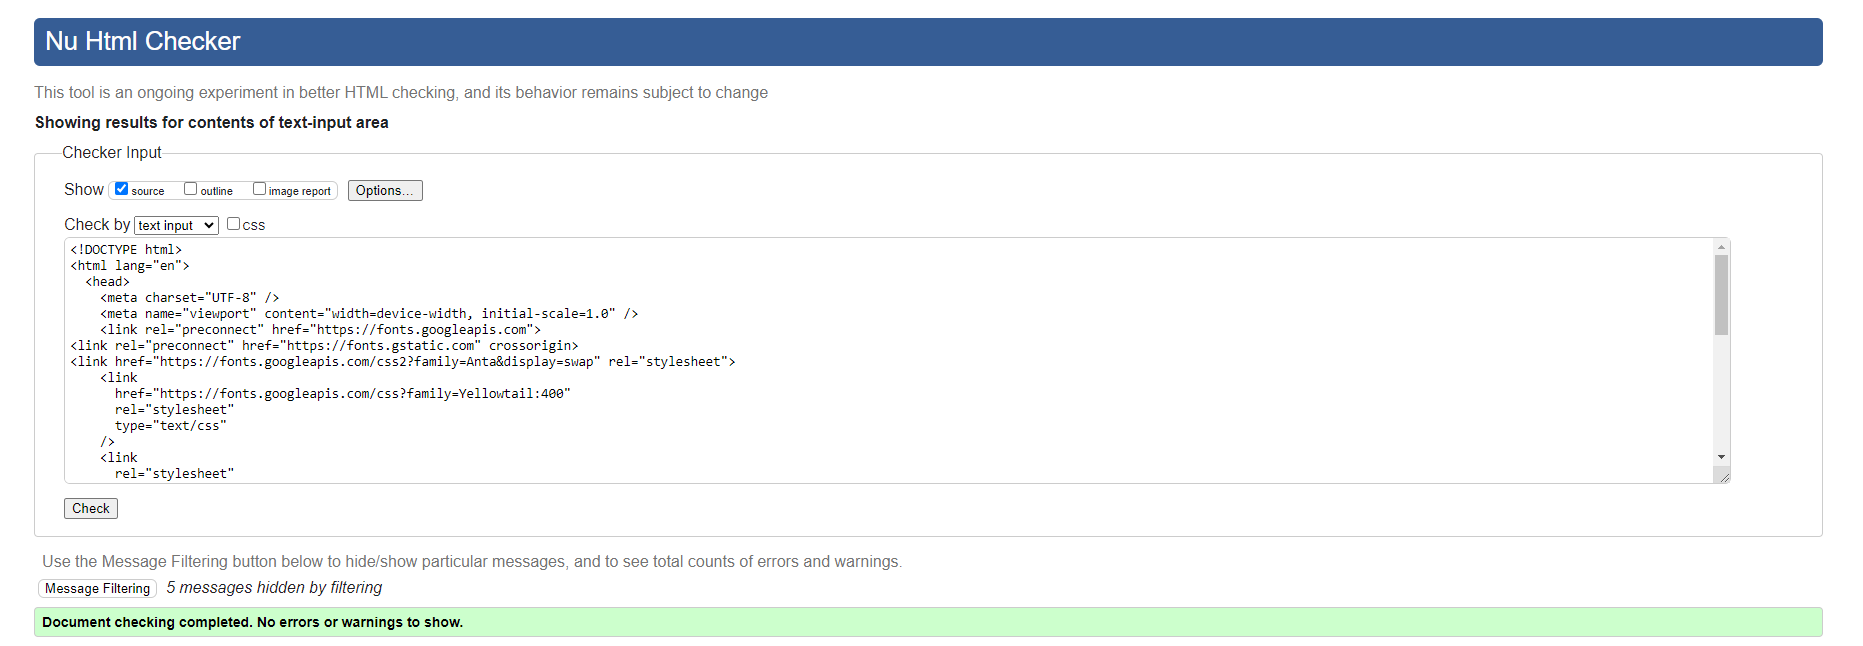 Nu Html Checker
This tool is an ongoing experiment in better HTML checking, and its behavior remains subject to change
Showing results for contents of text-input area
Checker Input
Show source outline image report Options...
Check by text input css
<!DOCTYPE html>
<html lang="en">
  <head>
    <meta charset="UTF-8" />
    <meta name="viewport" content="width=device-width, initial-scale=1.0" />
    <link rel="preconnect" href="https://fonts.googleapis.com">
<link rel="preconnect" href="https://fonts.gstatic.com" crossorigin>
<link href="https://fonts.googleapis.com/css2?family=Anta&display=swap" rel="stylesheet">
    <link
      href="https://fonts.googleapis.com/css?family=Yellowtail:400"
      rel="stylesheet"
      type="text/css"
    />
    <link
      rel="stylesheet"
Check
Use the Message Filtering button below to hide/show particular messages, and to see total counts of errors and warnings.
Message Filtering 5 messages hidden by filtering
Document checking completed. No errors or warnings to show.